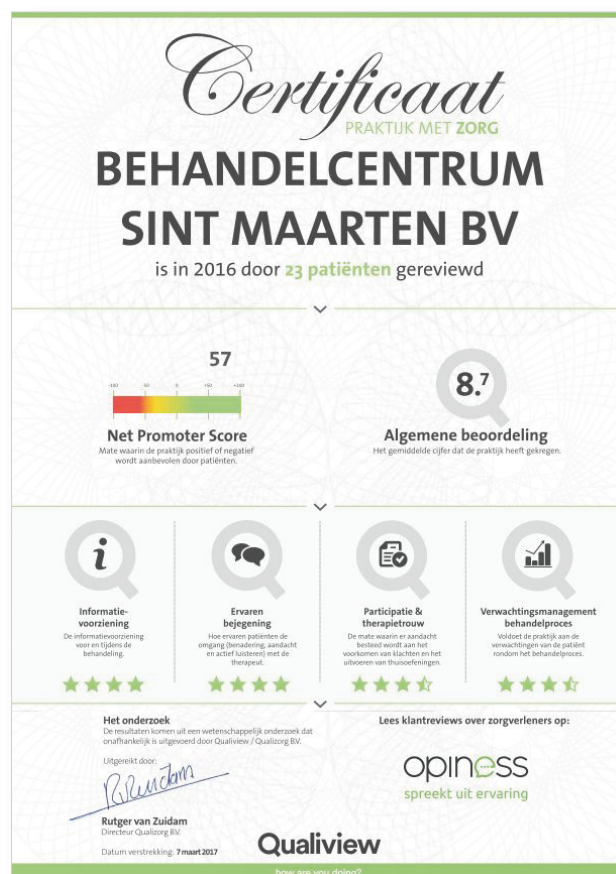 Certificaat
PRAKTIJK MET ZORG
BEHANDELCENTRUM
SINT MAARTEN BV
is in 2016 door 23 patiënten gereviewd
57
-100 -50 0 +50 +100
Net Promoter Score
Mate waarin de praktijk positief of negatief
wordt aanbevolen door patiënten.
8.7
Algemene beoordeling
Het gemiddelde cijfer dat de praktijk heeft gekregen.
i
Informatie-
voorziening
De informatievoorziening
voor en tijdens de
behandeling.
Ervaren
bejegening
Hoe ervaren patiënten de
omgang (benadering, aandacht
en actief luisteren) met de
therapeut.
Participatie &
therapietrouw
De mate waarin er aandacht
besteed wordt aan het
voorkomen van klachten en het
uitvoeren van thuisoefeningen.
Verwachtingsmanagement
behandelproces
Voldoet de praktijk aan de
verwachtingen van de patiënt
rondom het behandelproces.
Het onderzoek
De resultaten komen uit een wetenschappelijk onderzoek dat
onafhankelijk is uitgevoerd door Qualiview / Qualizorg B.V.
Uitgereikt door:
Rutger van Zuidam
Directeur Qualizorg B.V.
Datum verstrekking: 7 maart 2017
Lees klantreviews over zorgverleners op:
opiness
spreekt uit ervaring
Qualiview
how are you doing?